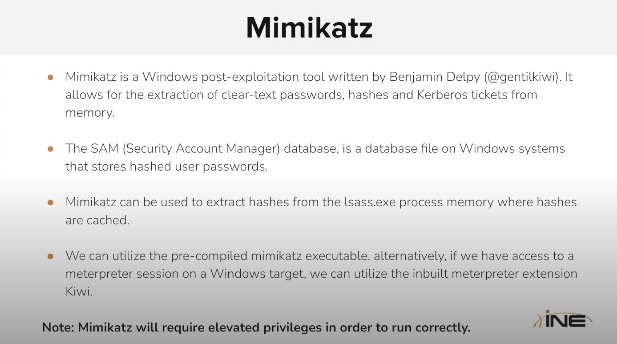 Mimikatz
• Mimikatz is a Windows post-exploitation tool written by Benjamin Delpy (@gentilkiwi). It
allows for the extraction of clear-text passwords, hashes and Kerberos tickets from
memory.
• The SAM (Security Account Manager) database, is a database file on Windows systems
that stores hashed user passwords.
• Mimikatz can be used to extract hashes from the lsass.exe process memory where hashes
are cached.
• We can utilize the pre-compiled mimikatz executable, alternatively, if we have access to a
meterpreter session on a Windows target, we can utilize the inbuilt meterpreter extension
Kiwi.
Note: Mimikatz will require elevated privileges in order to run correctly.
INE